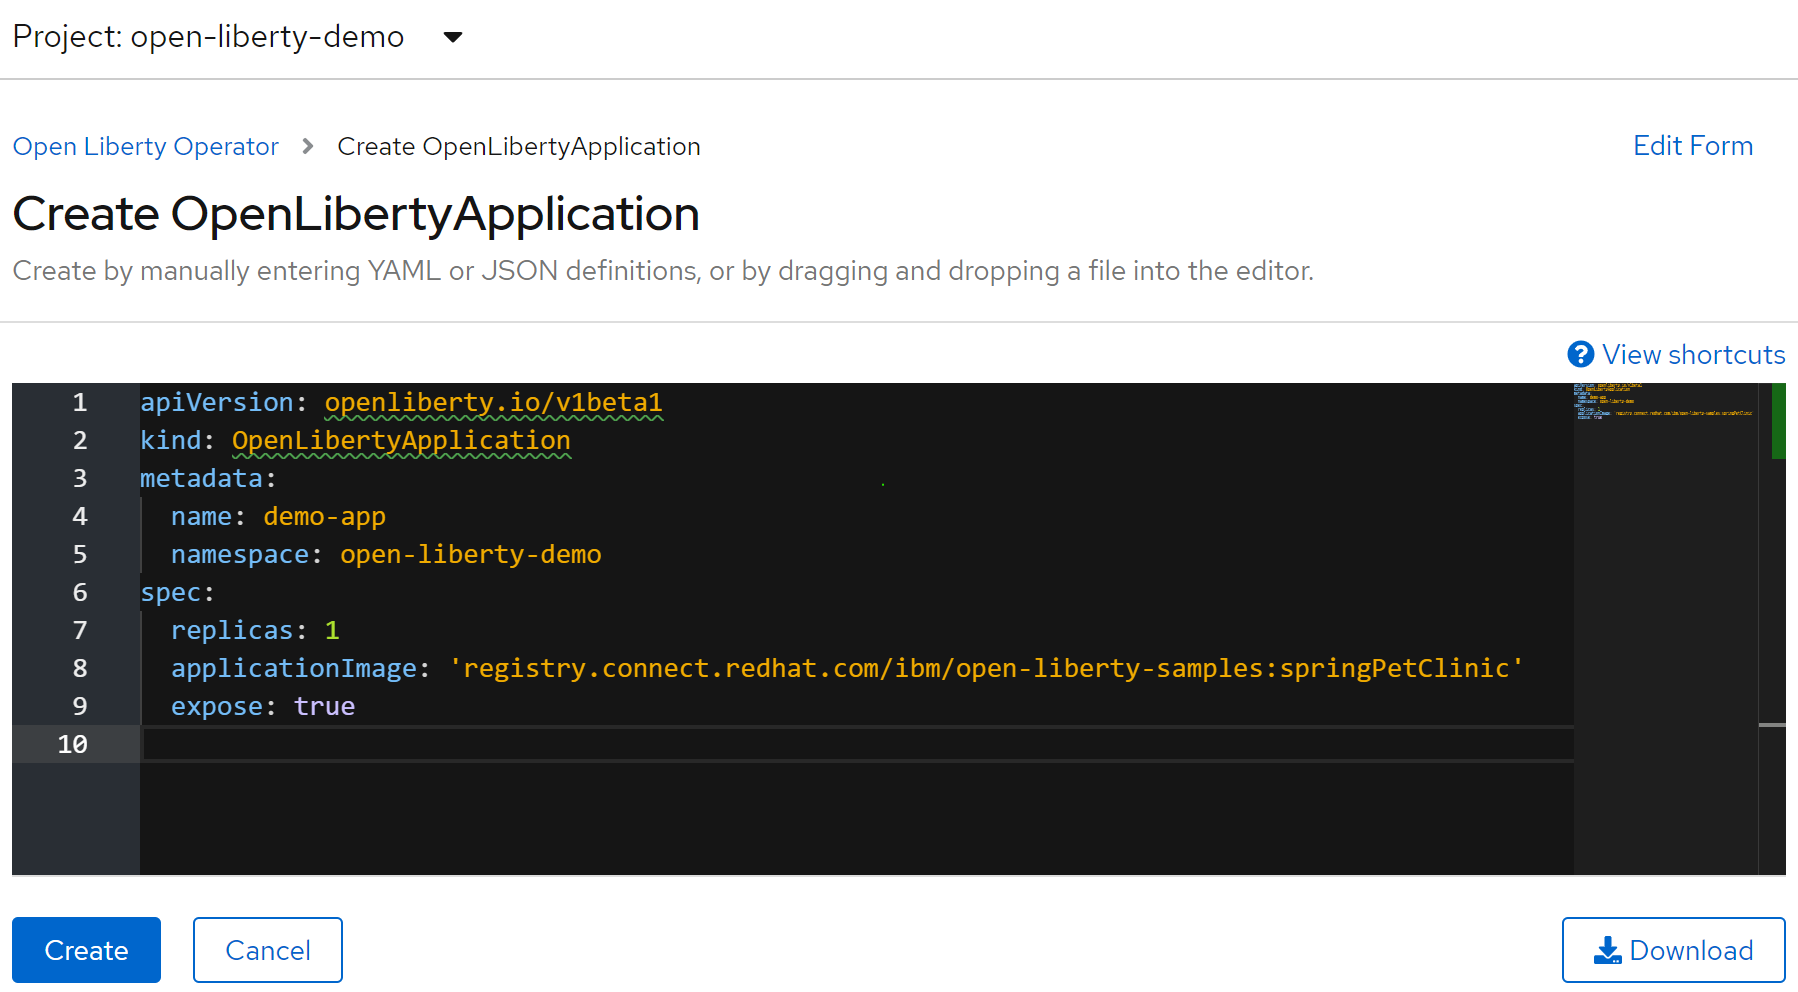 Project: open-liberty-demo
Open Liberty Operator > Create OpenLibertyApplication
Edit Form
Create OpenLibertyApplication
Create by manually entering YAML or JSON definitions, or by dragging and dropping a file into the editor.
View shortcuts
1 apiVersion: openliberty.io/v1beta1
2 kind: OpenLibertyApplication
3 metadata:
4   name: demo-app
5   namespace: open-liberty-demo
6 spec:
7   replicas: 1
8   applicationImage: 'registry.connect.redhat.com/ibm/open-liberty-samples:springPetClinic'
9   expose: true
10
Create
Cancel
Download